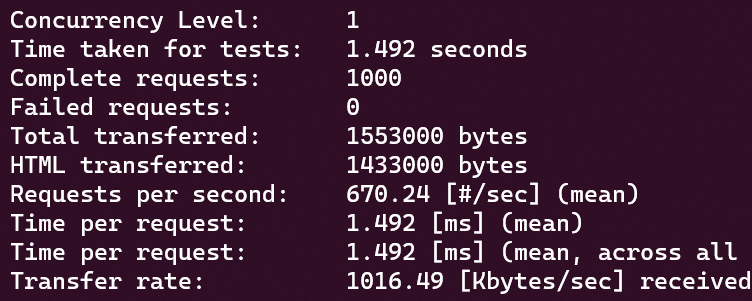 Concurrency Level:      1
Time taken for tests:   1.492 seconds
Complete requests:      1000
Failed requests:        0
Total transferred:      1553000 bytes
HTML transferred:       1433000 bytes
Requests per second:    670.24 [#/sec] (mean)
Time per request:       1.492 [ms] (mean)
Time per request:       1.492 [ms] (mean, across all
Transfer rate:          1016.49 [Kbytes/sec] received